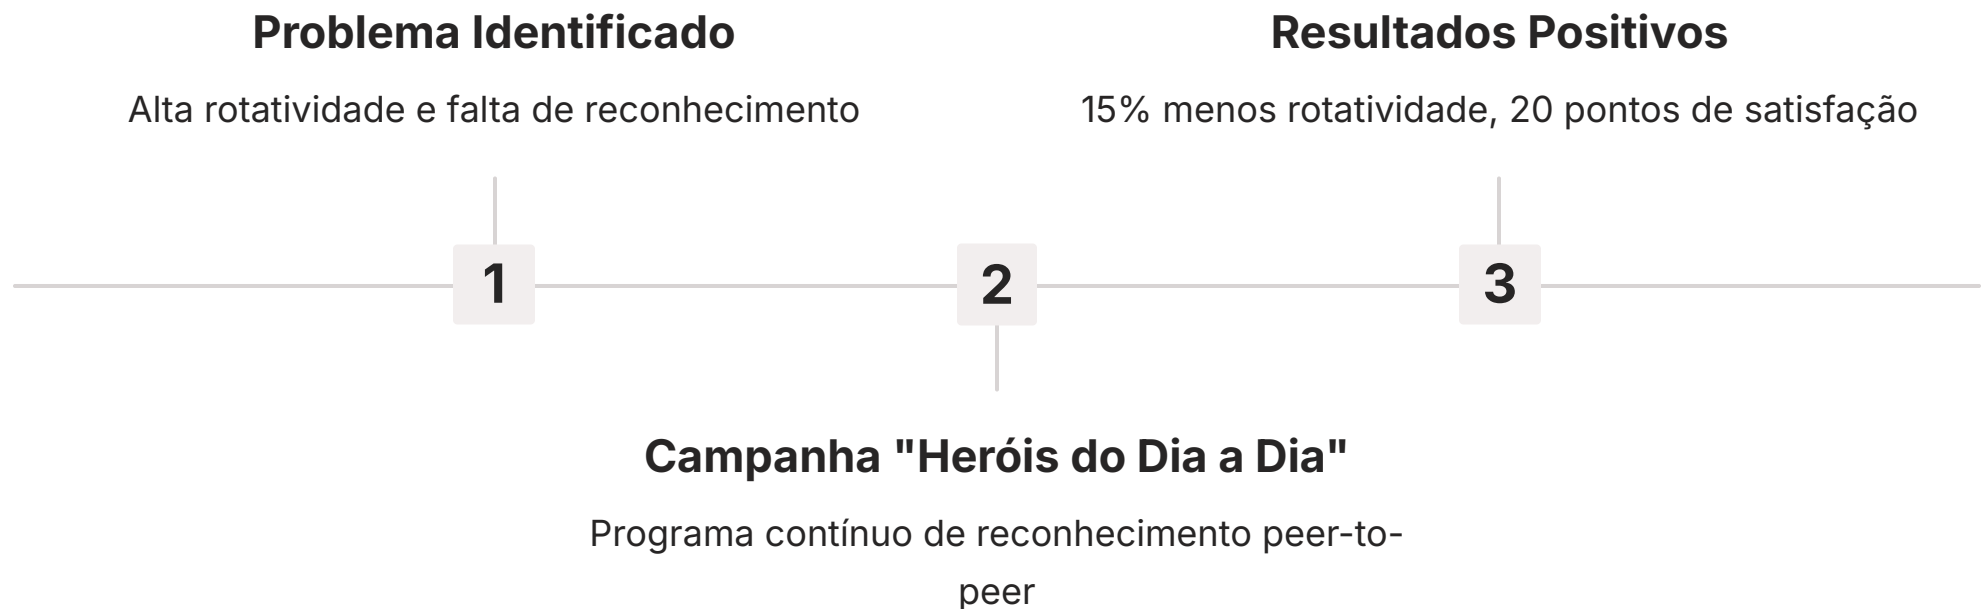 Problema Identificado
Alta rotatividade e falta de reconhecimento
Resultados Positivos
15% menos rotatividade, 20 pontos de satisfação
1
2
3
Campanha "Heróis do Dia a Dia"
Programa contínuo de reconhecimento peer-to-
peer